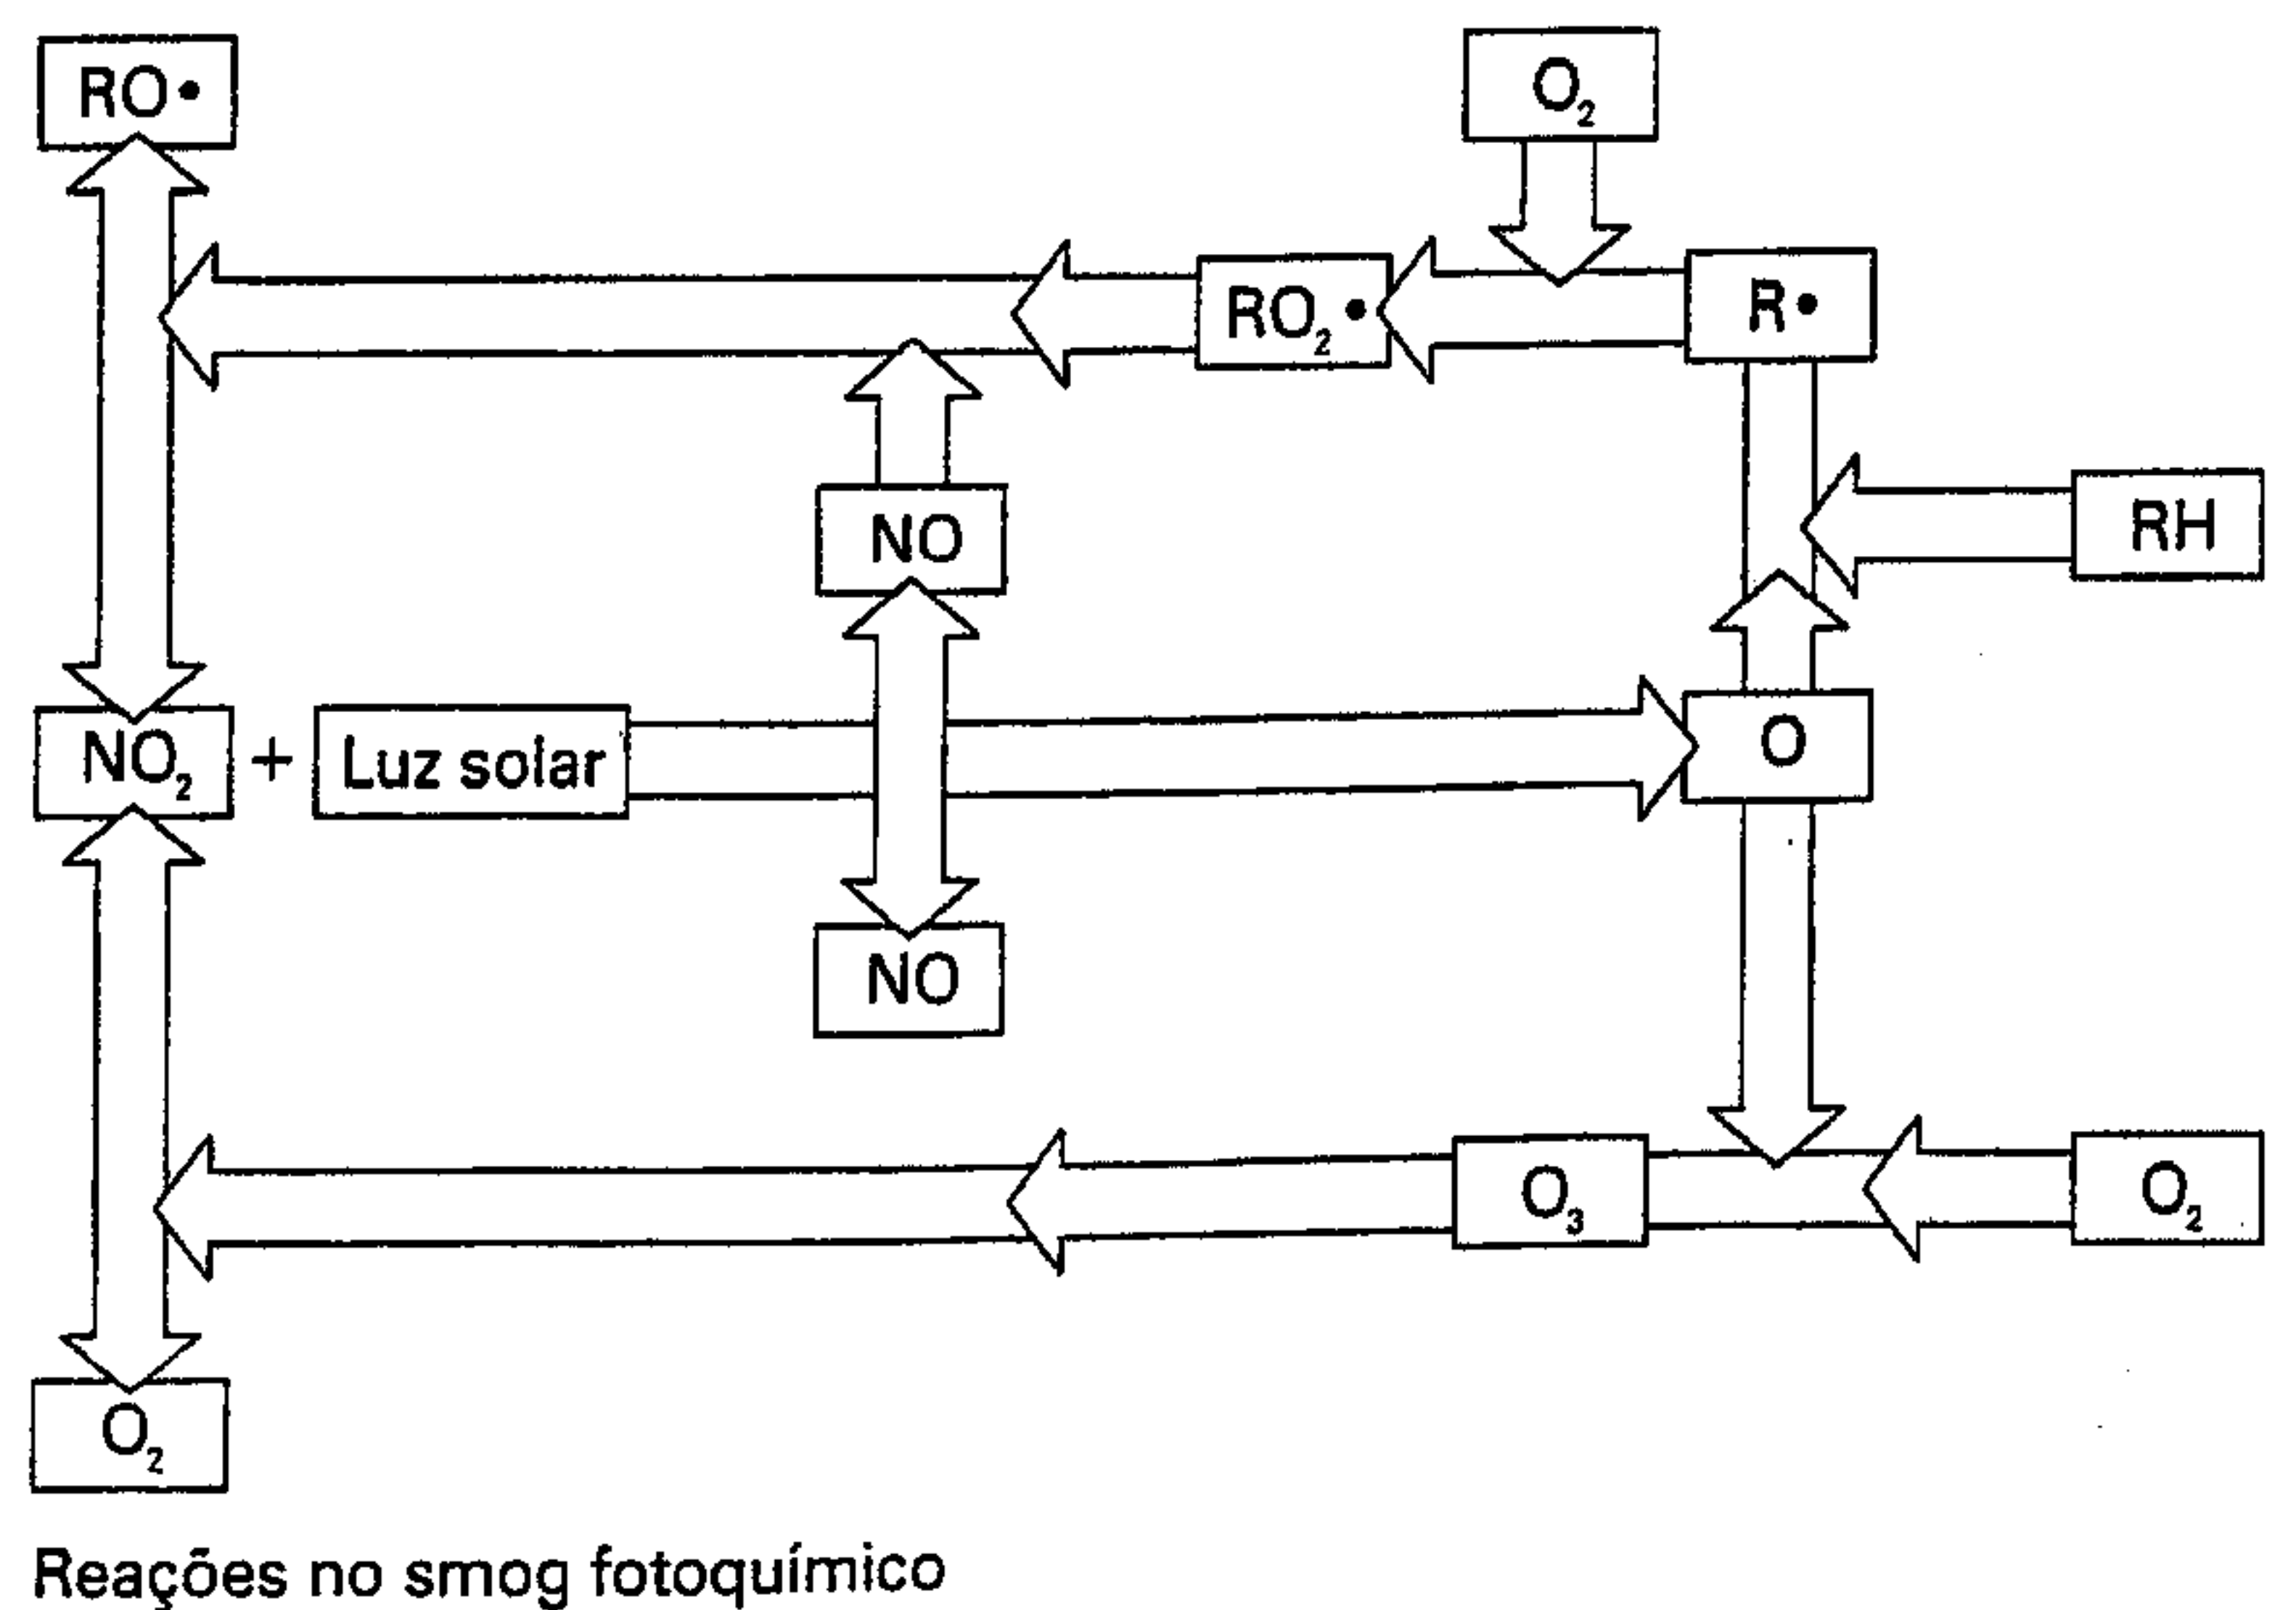 RO•
O₂
RO₂•
R•
NO
RH
NO₂ + Luz solar
O
NO
O₃
O₂
O₂
Reações no smog fotoquímico